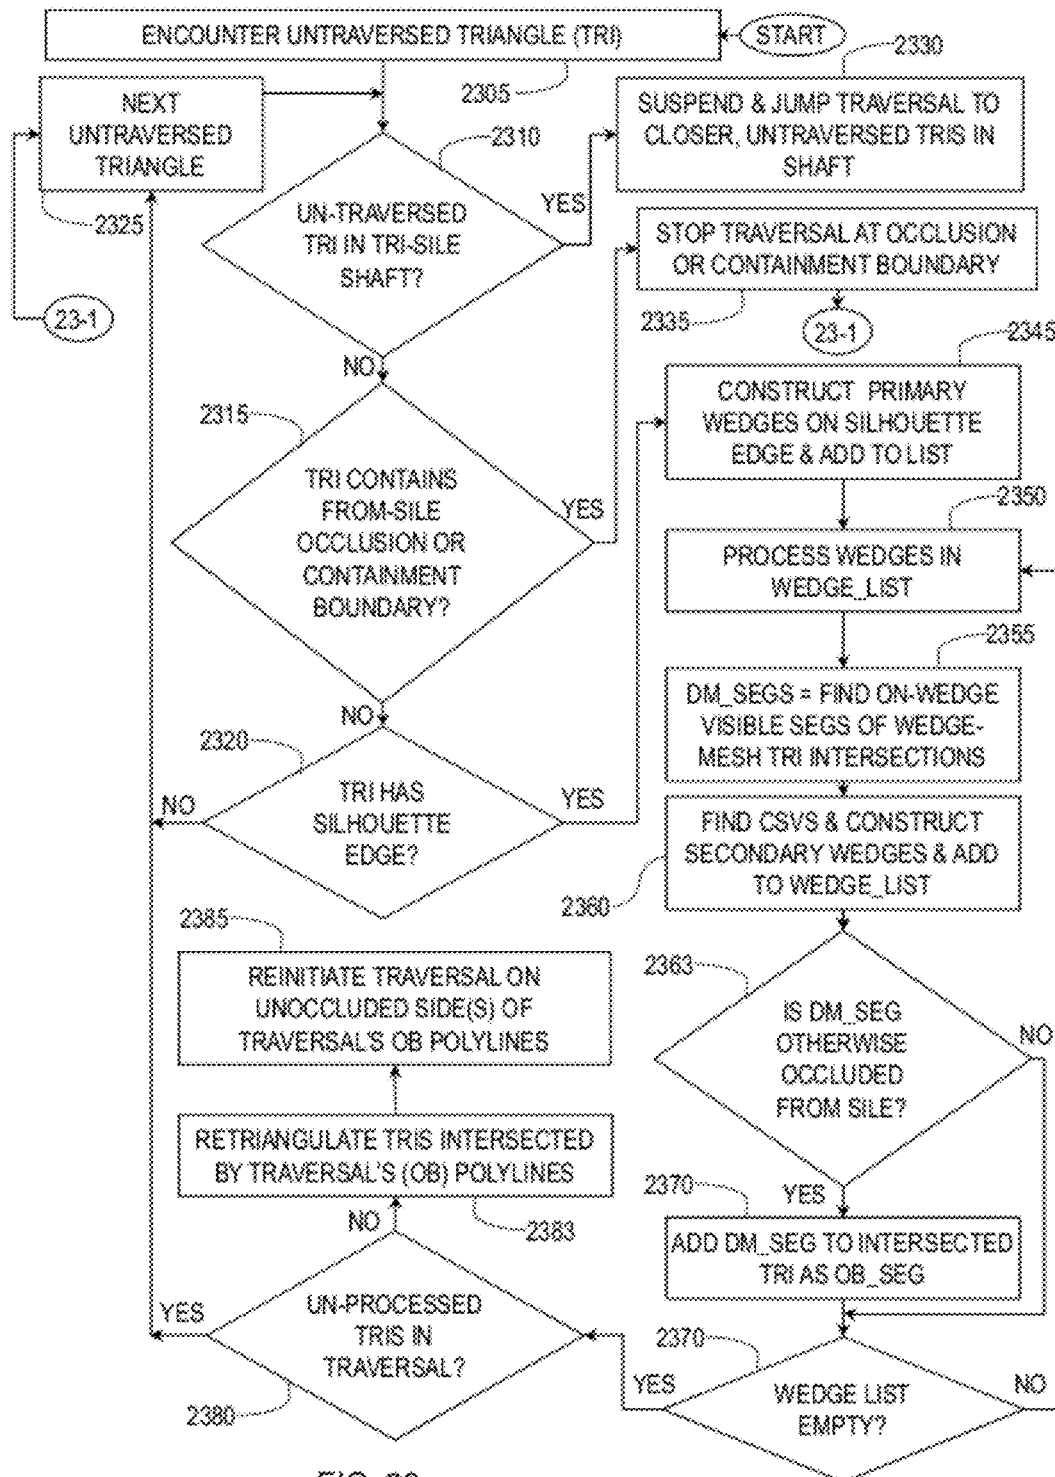 ENCOUNTER UNTRAVERSED TRIANGLE (TRI)
START
2305
2330
NEXT
UNTRAVERSED
TRIANGLE
2325
SUSPEND & JUMP TRAVERSAL TO
CLOSER, UNTRAVERSED TRIS IN
SHAFT
2310
UN-TRAVERSED
TRI IN TRI-SILE
SHAFT?
YES
NO
STOP TRAVERSAL AT OCCLUSION
OR CONTAINMENT BOUNDARY
2335
23-1
23-1
2345
CONSTRUCT PRIMARY
WEDGES ON SILHOUETTE
EDGE & ADD TO LIST
2315
TRI CONTAINS
FROM-SILE
OCCLUSION OR
CONTAINMENT
BOUNDARY?
YES
NO
2350
PROCESS WEDGES IN
WEDGE_LIST
2355
DM_SEGS = FIND ON-WEDGE
VISIBLE SEGS OF WEDGE-
MESH TRI INTERSECTIONS
2320
TRI HAS
SILHOUETTE
EDGE?
NO
YES
FIND CSVS & CONSTRUCT
SECONDARY WEDGES & ADD
TO WEDGE_LIST
2360
2363
IS DM_SEG
OTHERWISE
OCCLUDED
FROM SILE?
NO
YES
2385
REINITIATE TRAVERSAL ON
UNOCCLUDED SIDE(S) OF
TRAVERSAL'S OB POLYLINES
RETRIANGULATE TRIS INTERSECTED
BY TRAVERSAL'S (OB) POLYLINES
2383
NO
2370
ADD DM_SEG TO INTERSECTED
TRI AS OB_SEG
UN-PROCESSED
TRIS IN
TRAVERSAL?
YES
2380
2370
WEDGE LIST
EMPTY?
YES
NO